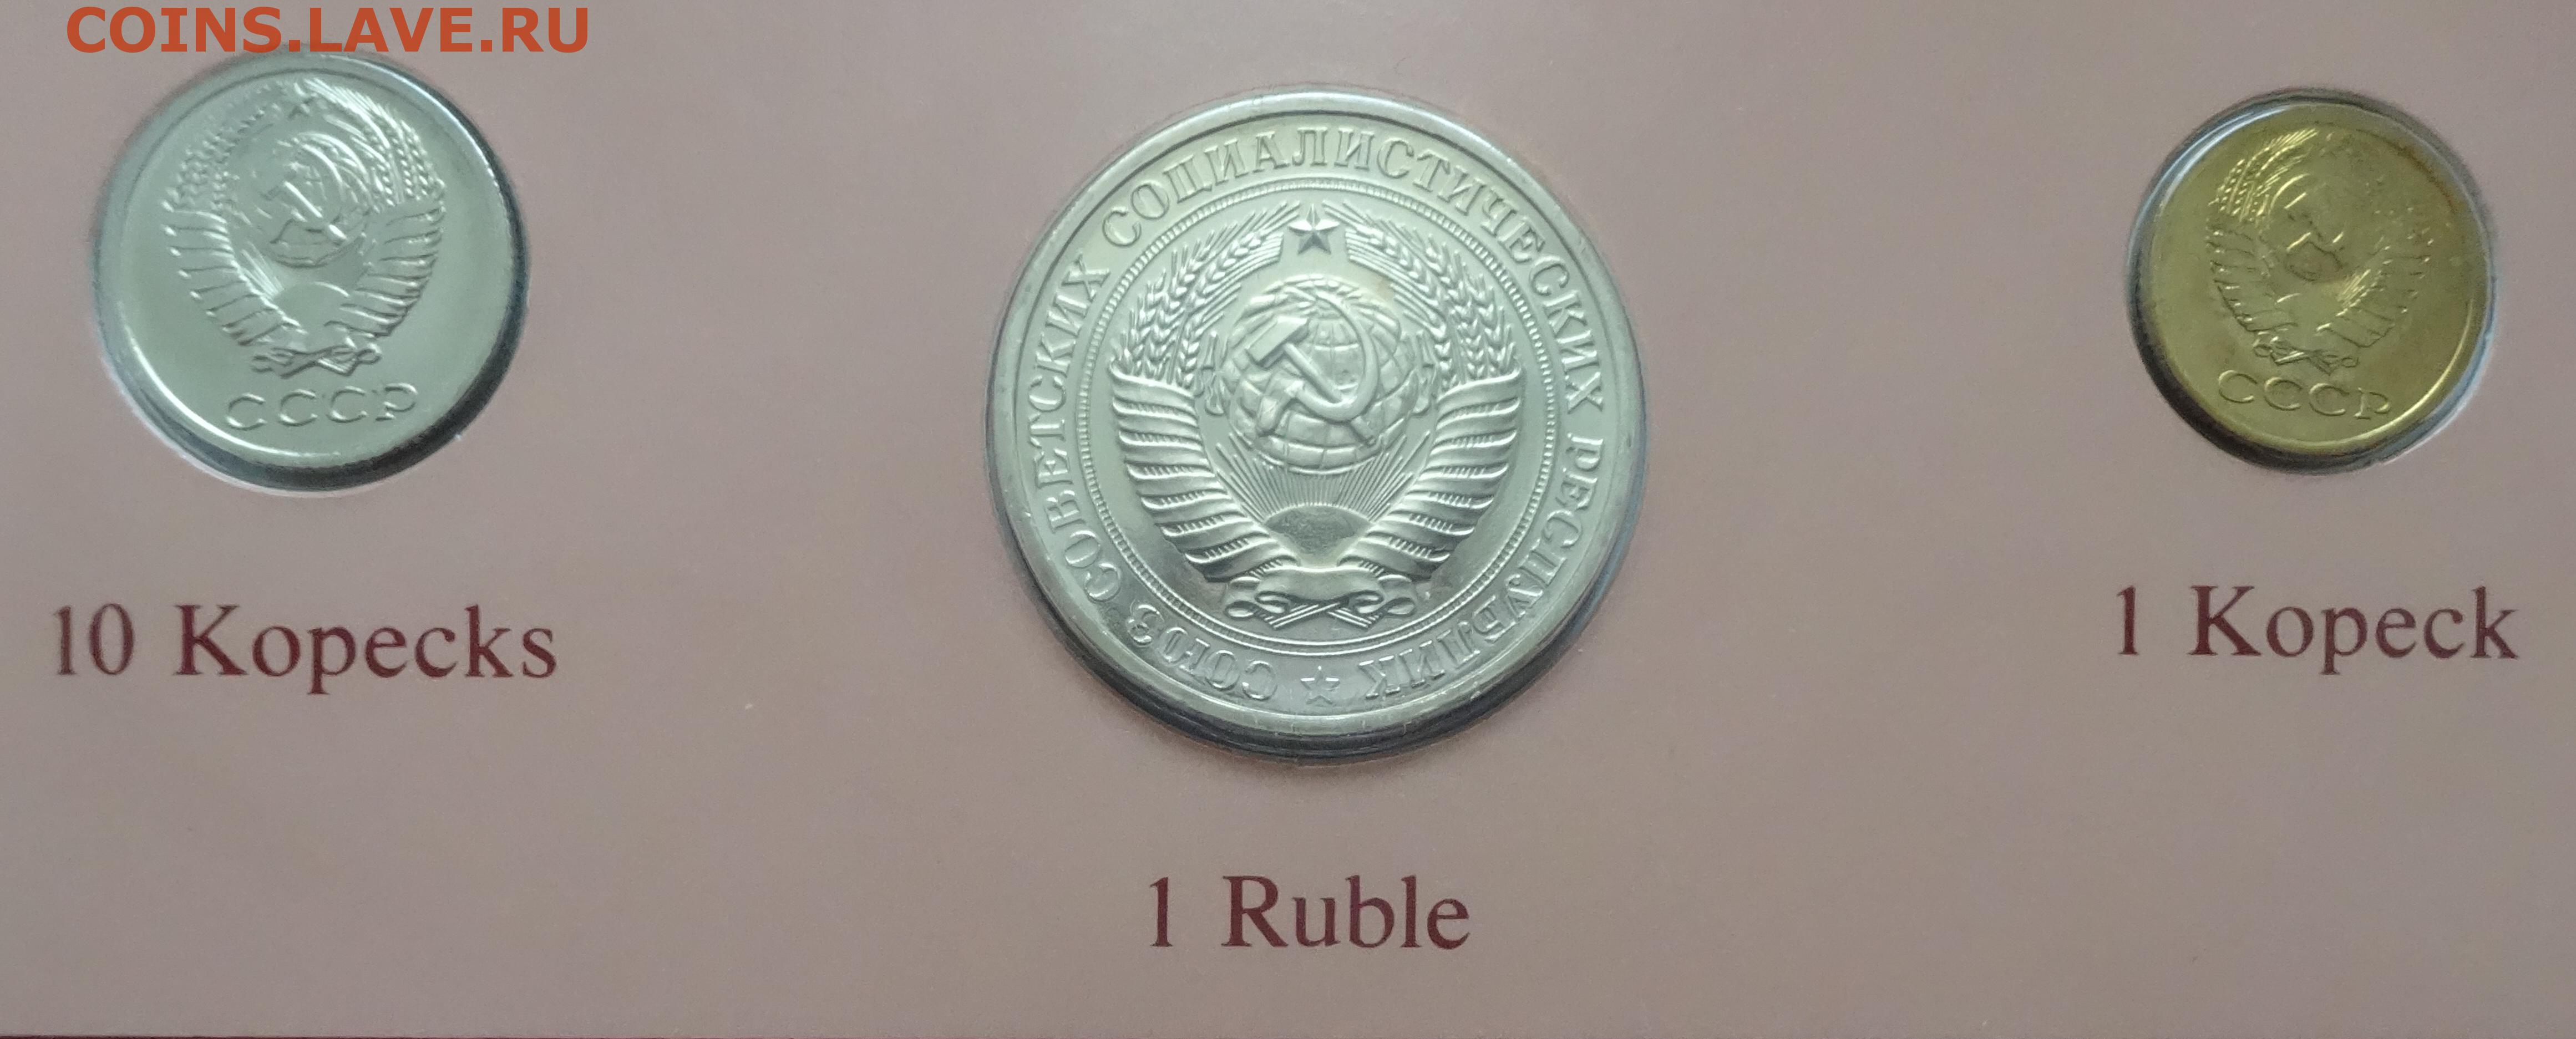 COINS.LAVE.RU
СССР
СОЮЗ СОВЕТСКИХ СОЦИАЛИСТИЧЕСКИХ РЕСПУБЛИК
СССР
10 Kopecks
1 Kopeck
1 Ruble